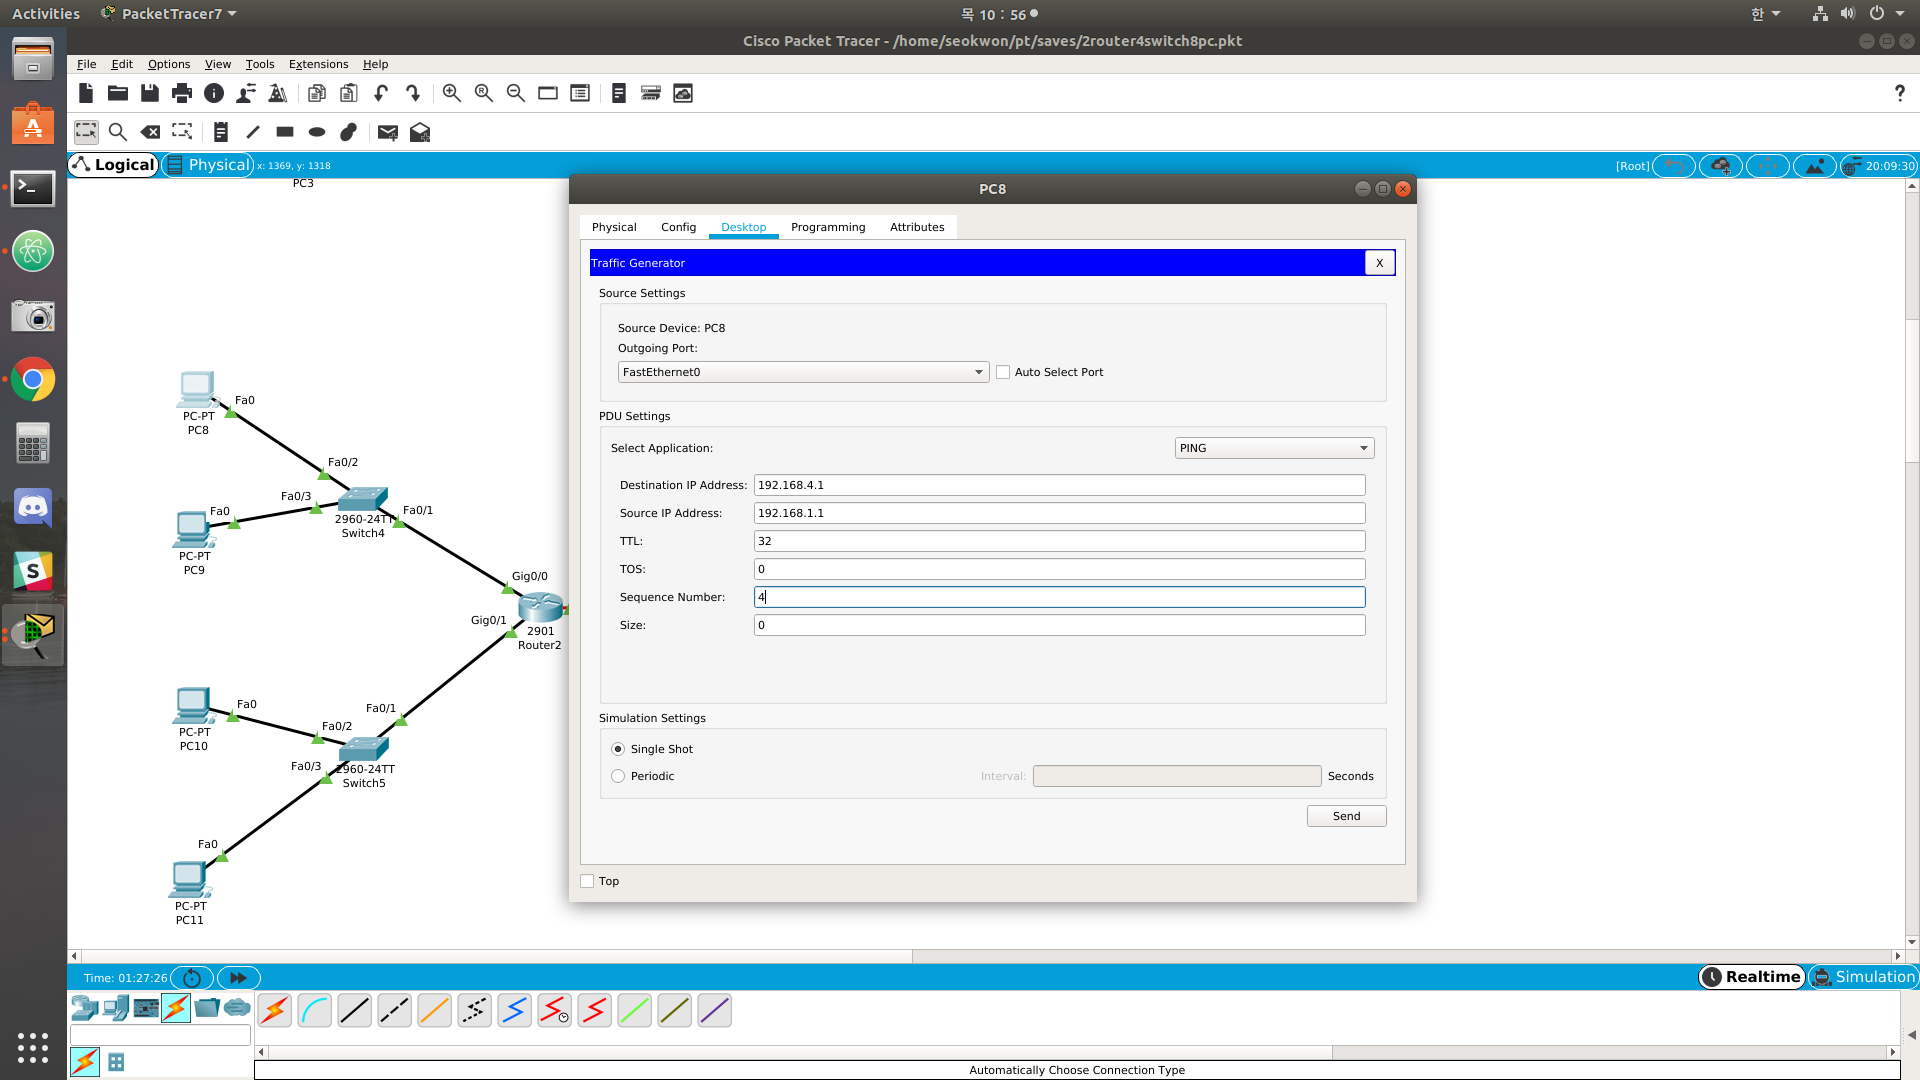 Activities
PacketTracer7
목 10 : 56
한
Cisco Packet Tracer - /home/seokwon/pt/saves/2router4switch8pc.pkt
File Edit Options View Tools Extensions Help
?
Logical
Physical
x: 1369, y: 1318
[Root]
20:09:30
PC3
PC8
Physical Config Desktop Programming Attributes
Traffic Generator
X
Source Settings
Source Device: PC8
Outgoing Port:
FastEthernet0
Auto Select Port
PDU Settings
Select Application:
PING
Destination IP Address: 192.168.4.1
Source IP Address: 192.168.1.1
TTL: 32
TOS: 0
Sequence Number: 4
Size: 0
Simulation Settings
Single Shot
Periodic
Interval:
Seconds
Send
Top
Fa0
PC-PT
PC8
Fa0/2
Fa0/3
Fa0
Fa0/1
2960-24TT
Switch4
PC-PT
PC9
Gig0/0
Gig0/1
2901
Router2
Fa0
Fa0/1
Fa0/2
PC-PT
PC10
Fa0/3
2960-24TT
Switch5
Fa0
PC-PT
PC11
Time: 01:27:26
Realtime
Simulation
Automatically Choose Connection Type